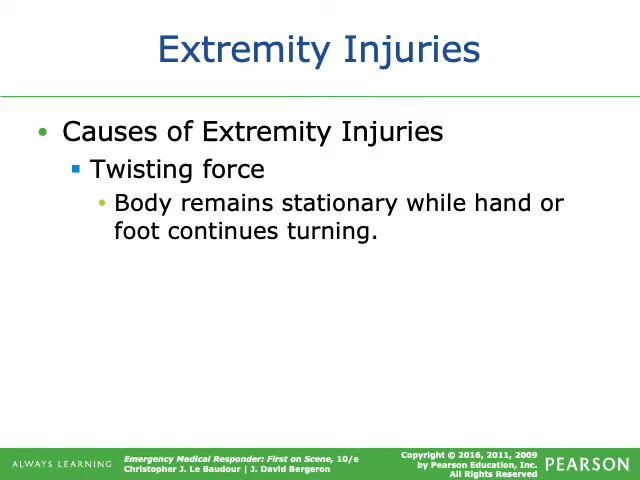 Extremity Injuries
• Causes of Extremity Injuries
▪ Twisting force
• Body remains stationary while hand or
foot continues turning.
ALWAYS LEARNING
Emergency Medical Responder: First on Scene, 10/e
Christopher J. Le Baudour | J. David Bergeron
Copyright © 2016, 2011, 2009
by Pearson Education, Inc.
All Rights Reserved
PEARSON